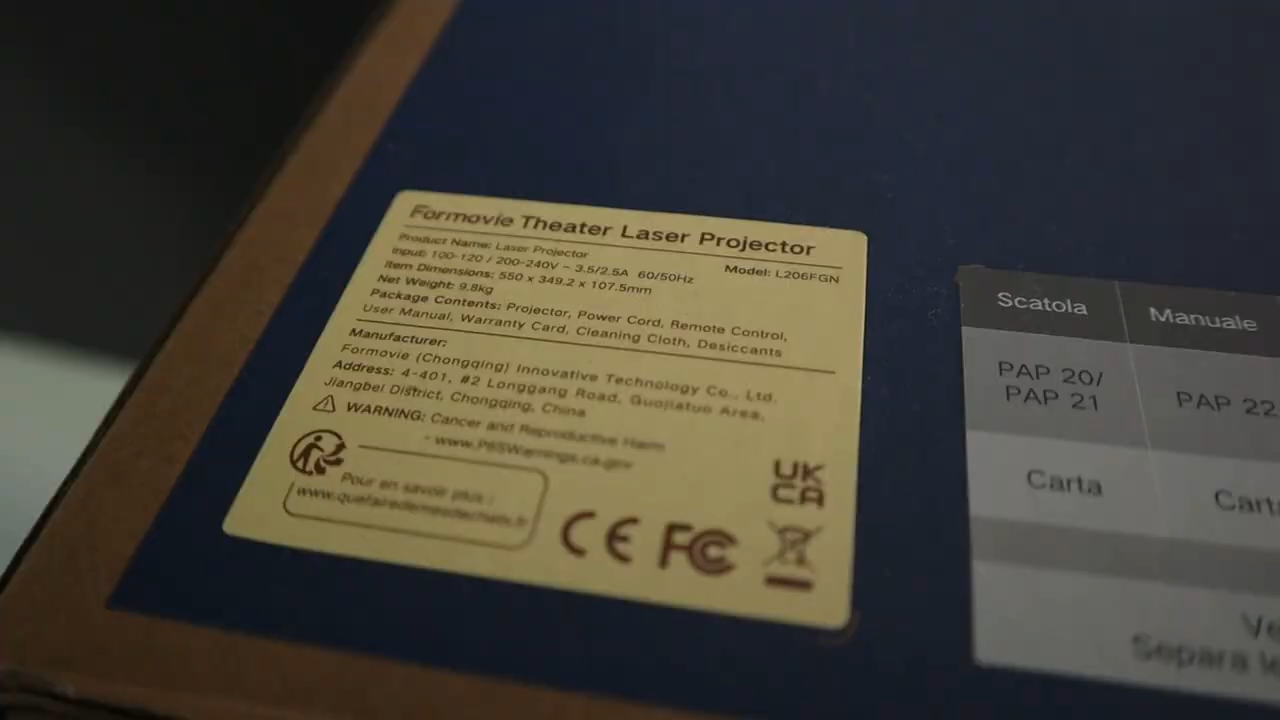 Formovie Theater Laser Projector
Product Name: Laser Projector
Model: L206FGN
Input: 100-120 / 200-240V ~ 3.5/2.5A 60/50Hz
Item Dimensions: 550 x 349.2 x 107.5mm
Net Weight: 9.8kg
Package Contents: Projector, Power Cord, Remote Control,
User Manual, Warranty Card, Cleaning Cloth, Desiccants
Manufacturer:
Formovie (Chongqing) Innovative Technology Co., Ltd.
Address: 4-401, #2 Longgang Road, Guojiatuo Area,
Jiangbei District, Chongqing, China
WARNING: Cancer and Reproductive Harm
- www.P65Warnings.ca.gov
Pour en savoir plus :
www.quefairedemesdechets.fr
UK
CA
CE FC
Scatola Manuale
PAP 20/
PAP 21
PAP 22
Carta Cart
Ve
Separa le